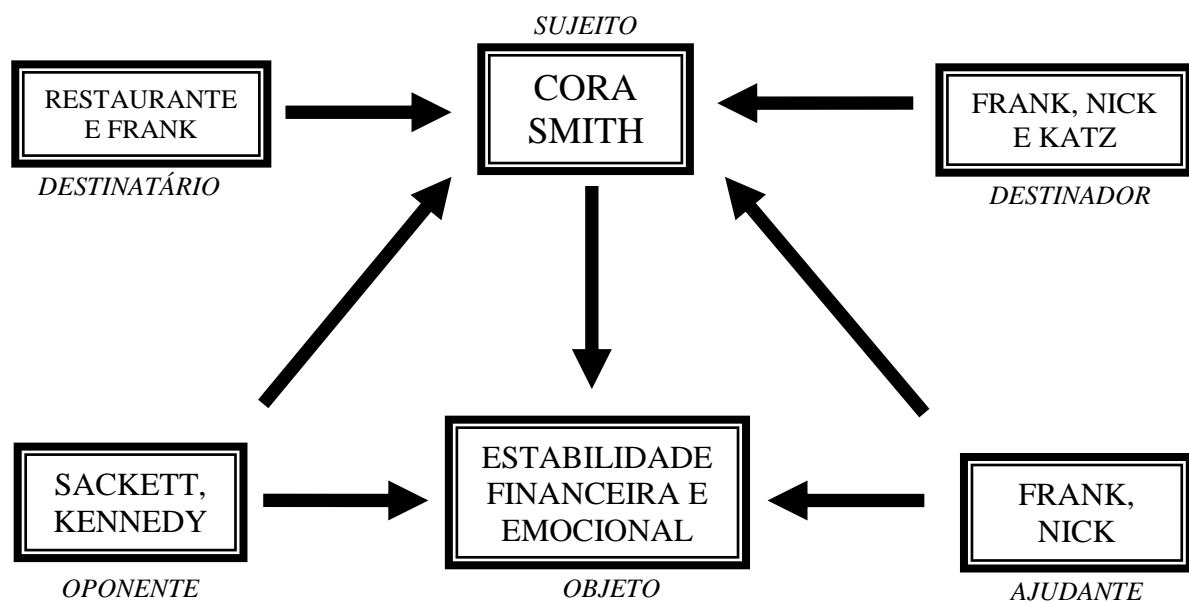 SUJEITO
CORA
SMITH
RESTAURANTE
E FRANK
DESTINATÁRIO
FRANK, NICK
E KATZ
DESTINADOR
SACKETT,
KENNEDY
OPONENTE
ESTABILIDADE
FINANCEIRA E
EMOCIONAL
OBJETO
FRANK,
NICK
AJUDANTE